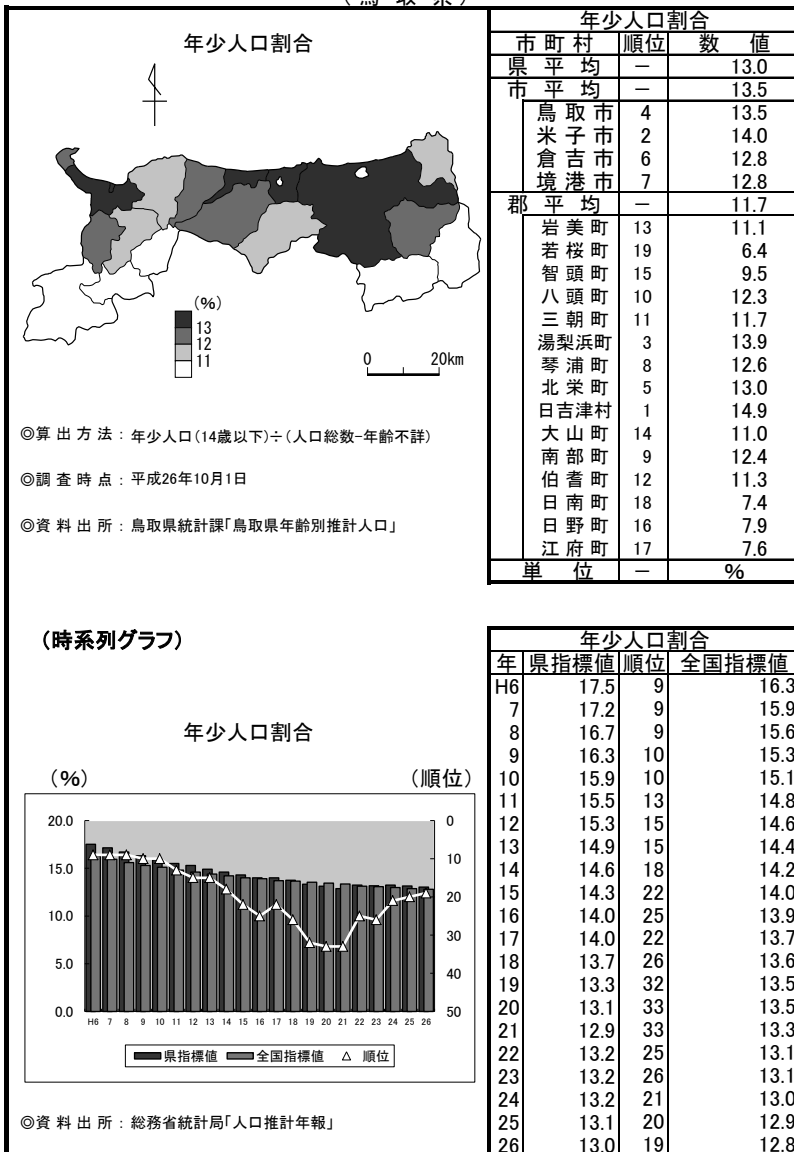 (鳥取県)
年少人口割合
(%)
13
12
11
0 20km
◎算出方法：年少人口(14歳以下)÷(人口総数-年齢不詳)
◎調査時点：平成26年10月1日
◎資料出所：鳥取県統計課「鳥取県年齢別推計人口」
年少人口割合
市町村 順位 数値
県平均 － 13.0
市平均 － 13.5
鳥取市 4 13.5
米子市 2 14.0
倉吉市 6 12.8
境港市 7 12.8
郡平均 － 11.7
岩美町 13 11.1
若桜町 19 6.4
智頭町 15 9.5
八頭町 10 12.3
三朝町 11 11.7
湯梨浜町 3 13.9
琴浦町 8 12.6
北栄町 5 13.0
日吉津村 1 14.9
大山町 14 11.0
南部町 9 12.4
伯耆町 12 11.3
日南町 18 7.4
日野町 16 7.9
江府町 17 7.6
単位 － %
(時系列グラフ)
年少人口割合
(%) (順位)
20.0 0
15.0 10
10.0 20
5.0 30
0.0 40
50
H6 7 8 9 10 11 12 13 14 15 16 17 18 19 20 21 22 23 24 25 26
県指標値 全国指標値 順位
◎資料出所：総務省統計局「人口推計年報」
年少人口割合
年 県指標値 順位 全国指標値
H6 17.5 9 16.3
7 17.2 9 15.9
8 16.7 9 15.6
9 16.3 10 15.3
10 15.9 10 15.1
11 15.5 13 14.8
12 15.3 15 14.6
13 14.9 15 14.4
14 14.6 18 14.2
15 14.3 22 14.0
16 14.0 25 13.9
17 14.0 22 13.7
18 13.7 26 13.6
19 13.3 32 13.5
20 13.1 33 13.5
21 12.9 33 13.3
22 13.2 25 13.1
23 13.2 26 13.1
24 13.2 21 13.0
25 13.1 20 12.9
26 13.0 19 12.8